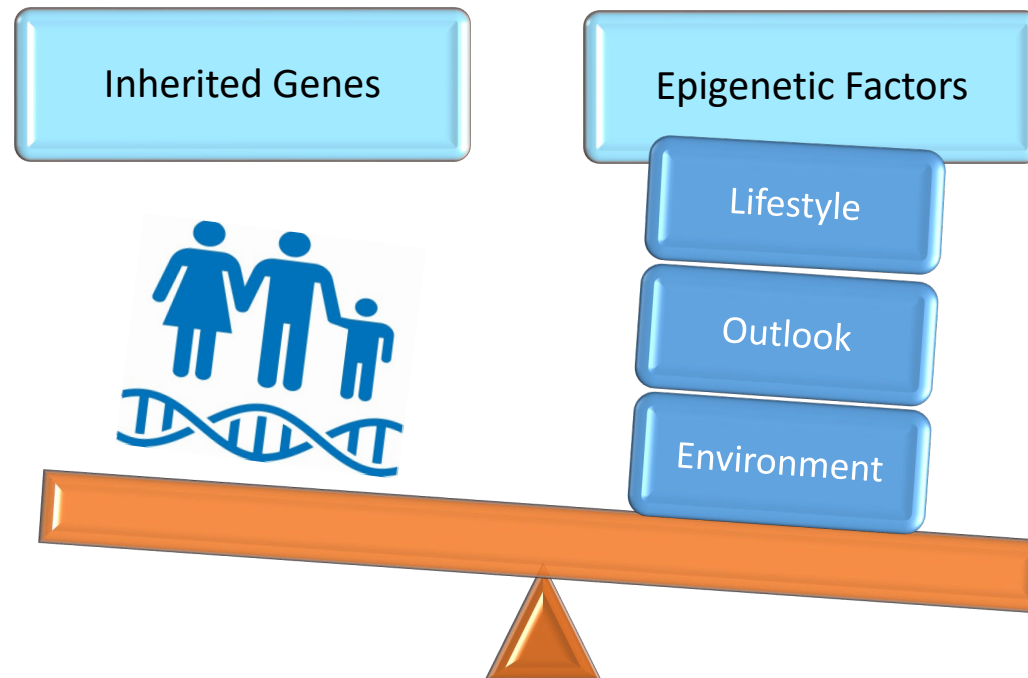 Inherited Genes
Epigenetic Factors
Lifestyle
Outlook
Environment